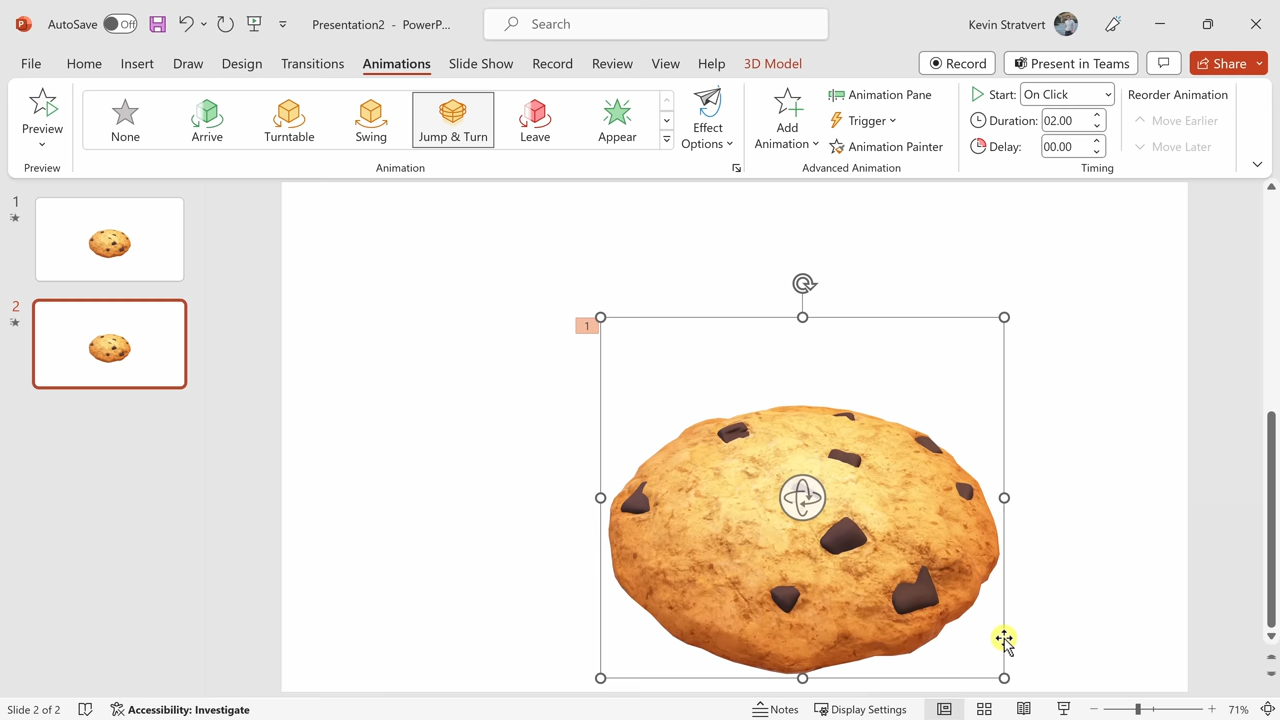 AutoSave Off Presentation2 - PowerP... Search Kevin Stratvert
File Home Insert Draw Design Transitions Animations Slide Show Record Review View Help 3D Model Record Present in Teams Share
Preview
Preview
None Arrive Turntable Swing Jump & Turn Leave Appear
Animation
Effect
Options
Add
Animation
Animation Pane
Trigger
Animation Painter
Advanced Animation
Start: On Click
Duration: 02.00
Delay: 00.00
Timing
Reorder Animation
Move Earlier
Move Later
1
2
1
Slide 2 of 2 Accessibility: Investigate Notes Display Settings 71%